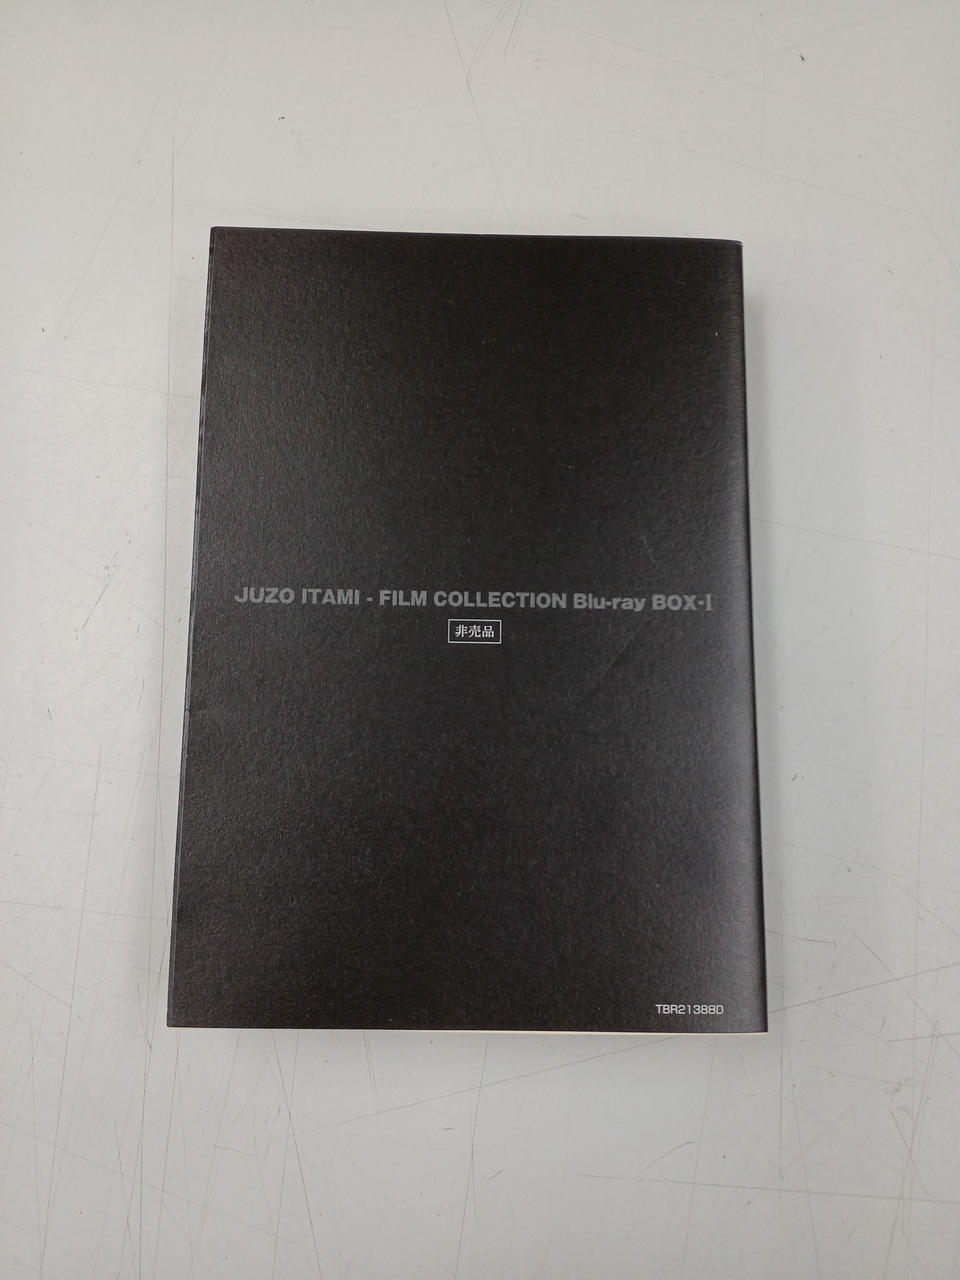 JUZO ITAMI - FILM COLLECTION Blu-ray BOX-I
非売品
TBR21388D